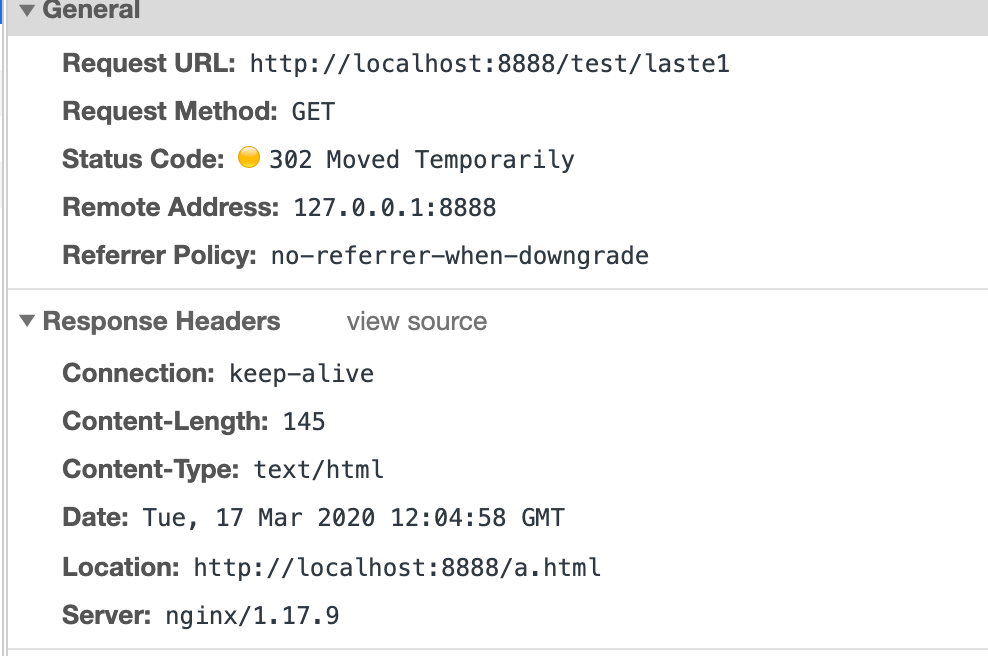 General
Request URL: http://localhost:8888/test/laste1
Request Method: GET
Status Code: 302 Moved Temporarily
Remote Address: 127.0.0.1:8888
Referrer Policy: no-referrer-when-downgrade
Response Headers view source
Connection: keep-alive
Content-Length: 145
Content-Type: text/html
Date: Tue, 17 Mar 2020 12:04:58 GMT
Location: http://localhost:8888/a.html
Server: nginx/1.17.9